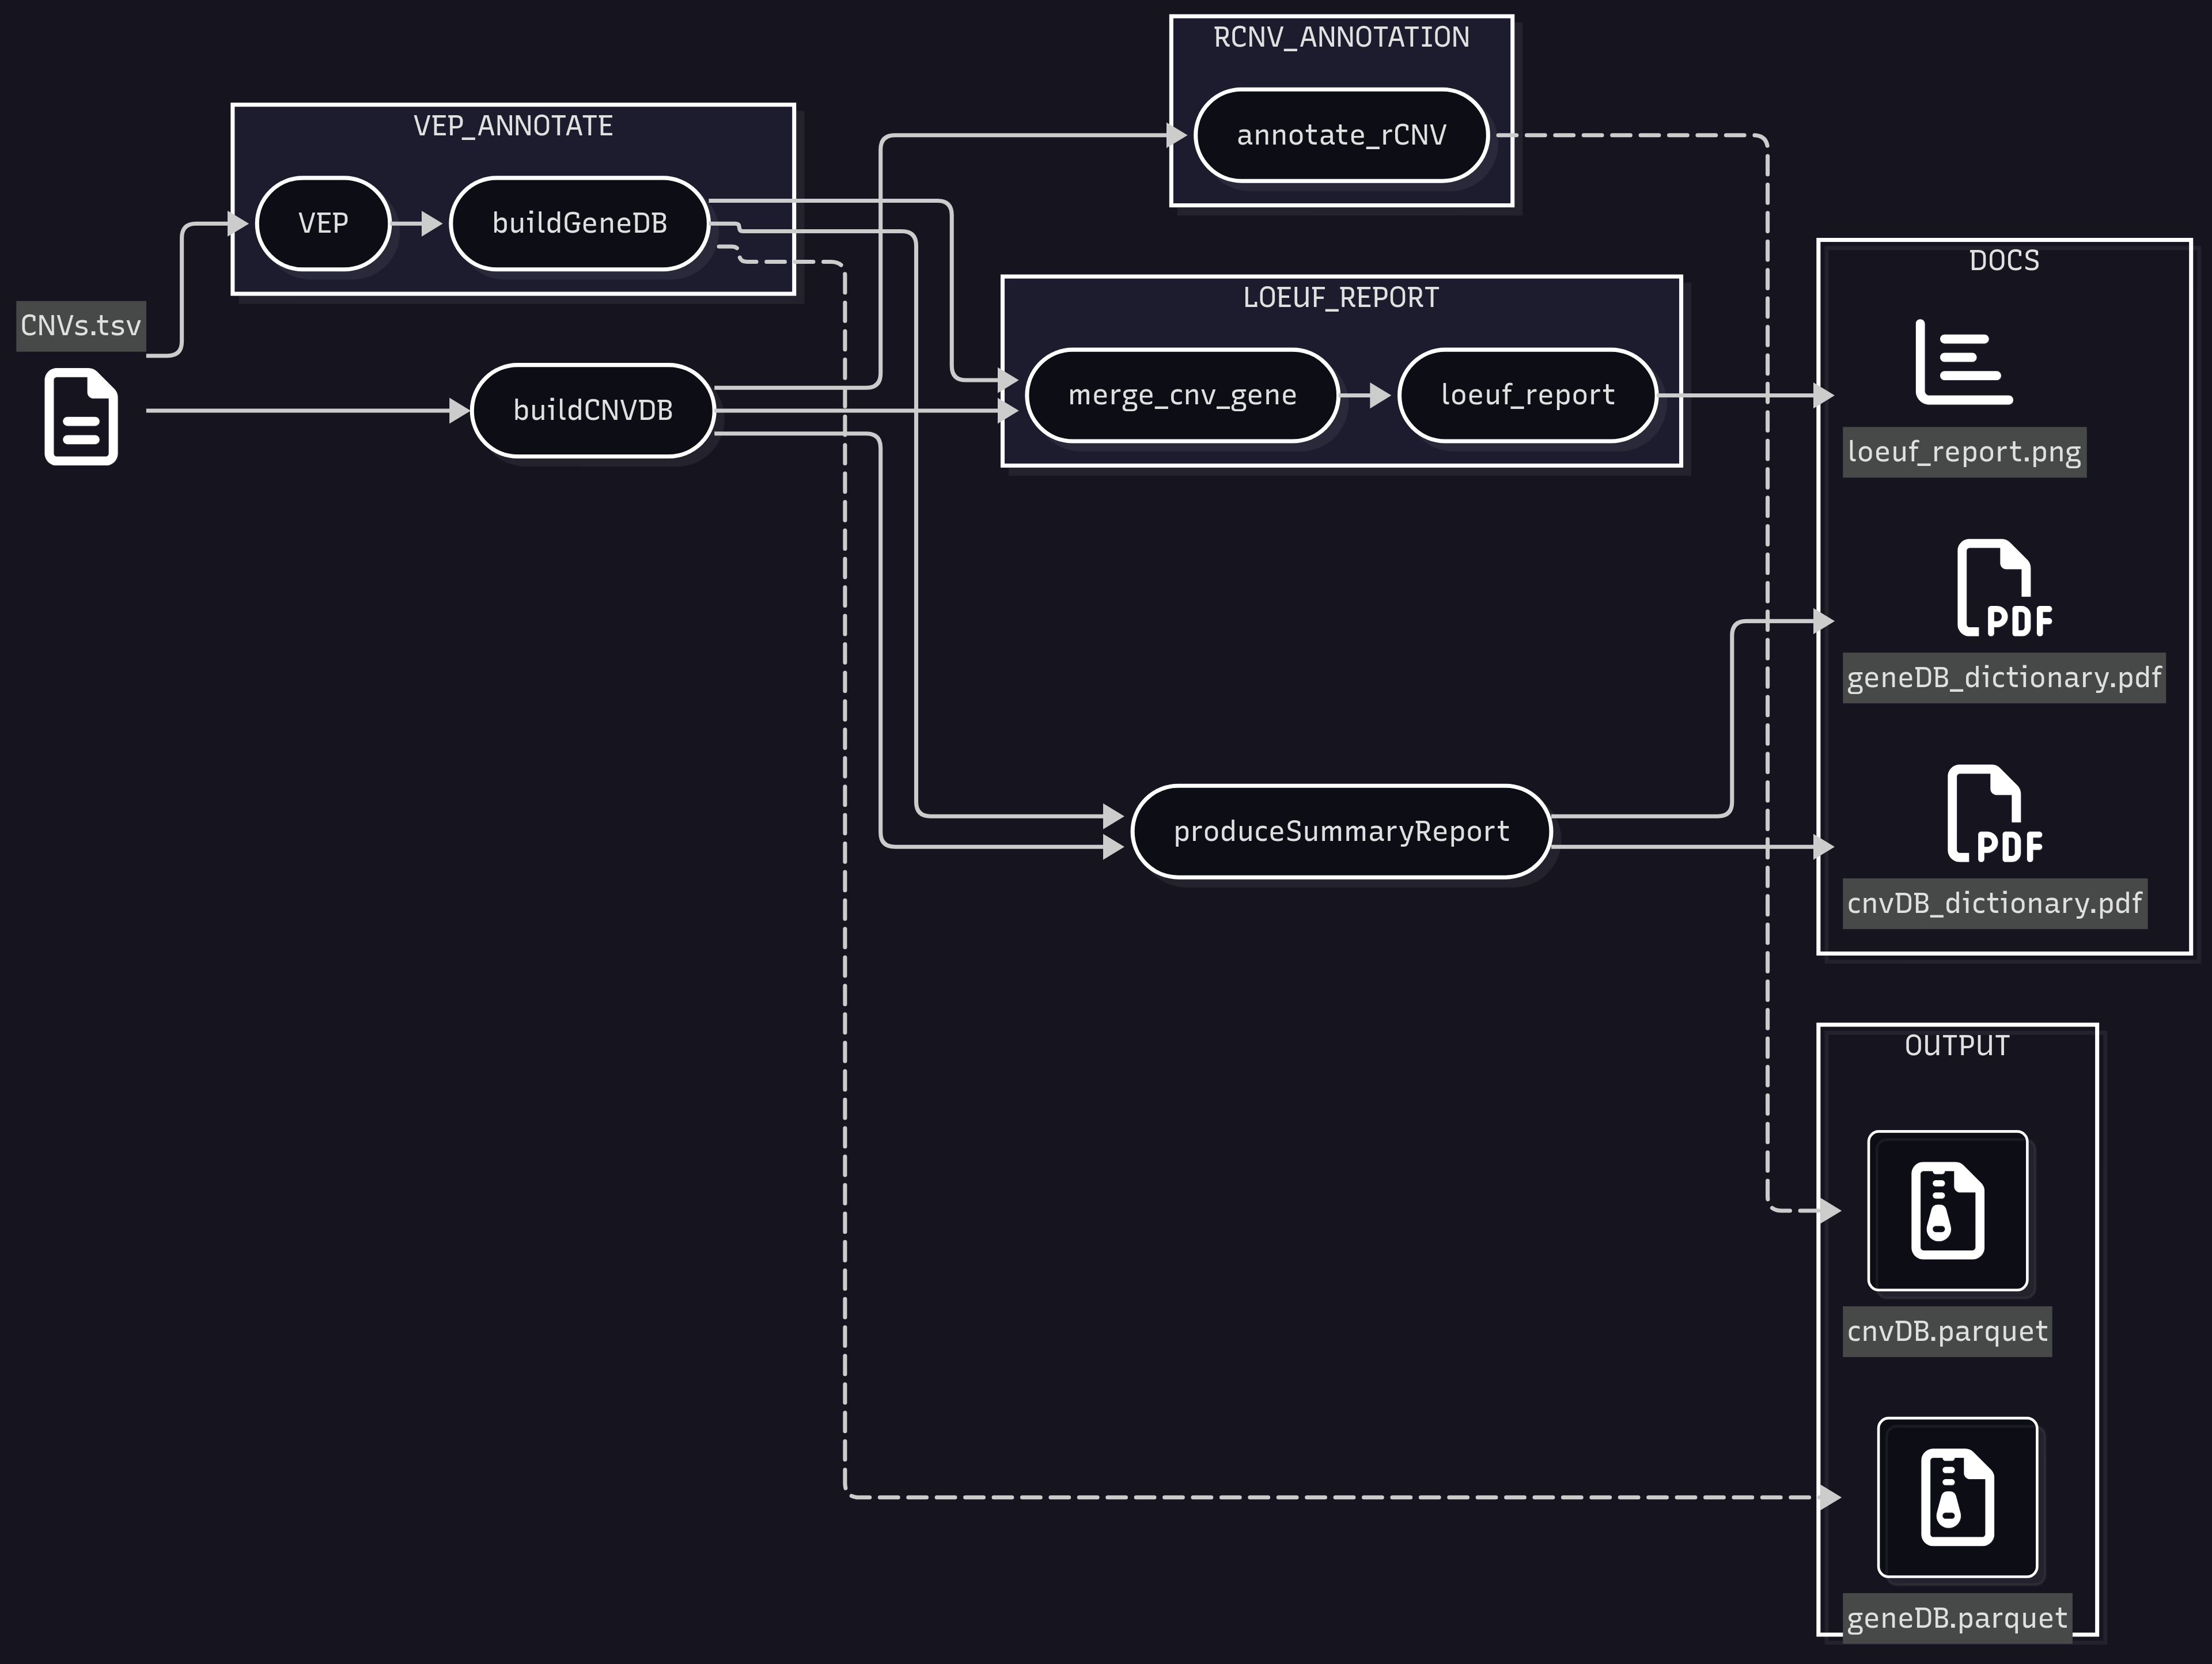 RCNV_ANNOTATION
annotate_rCNV
VEP_ANNOTATE
VEP
buildGeneDB
CNVs.tsv
buildCNVDB
LOEUF_REPORT
merge_cnv_gene
loeuf_report
produceSummaryReport
DOCS
loeuf_report.png
PDF
geneDB_dictionary.pdf
PDF
cnvDB_dictionary.pdf
OUTPUT
cnvDB.parquet
geneDB.parquet